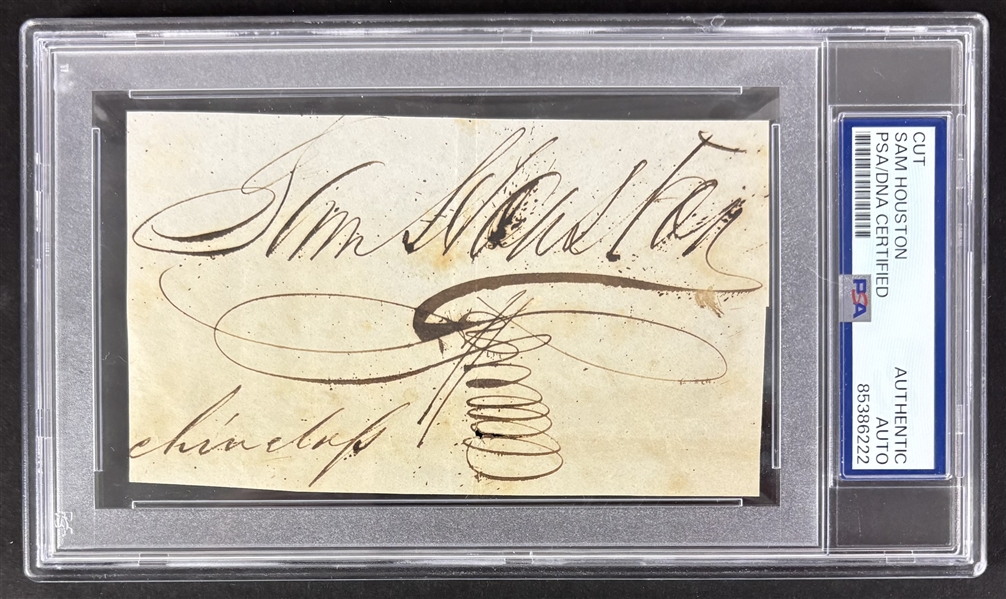 Sam Houston
CUT
SAM HOUSTON
PSA/DNA CERTIFIED
PSA
AUTHENTIC
AUTO
85386222